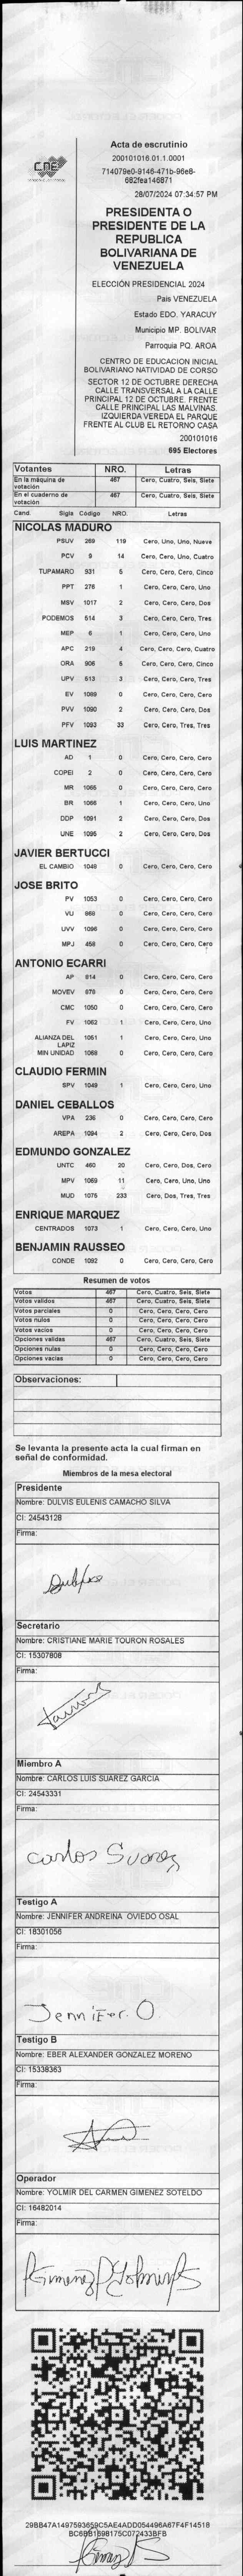 CNE
Acta de escrutinio
200101016.01.1.0001
714079e0-9146-471b-96e8-
682fea146871
28/07/2024 07:34:57 PM
PRESIDENTA O
PRESIDENTE DE LA
REPUBLICA
BOLIVARIANA DE
VENEZUELA
ELECCIÓN PRESIDENCIAL 2024
Pais VENEZUELA
Estado EDO. YARACUY
Municipio MP. BOLIVAR
Parroquia PQ. AROA
CENTRO DE EDUCACION INICIAL
BOLIVARIANO NATIVIDAD DE CORSO
SECTOR 12 DE OCTUBRE DERECHA
CALLE TRANSVERSAL A LA CALLE
PRINCIPAL 12 DE OCTUBRE. FRENTE
CALLE PRINCIPAL LAS MALVINAS.
IZQUIERDA VEREDA EL PARQUE
FRENTE AL CLUB EL RETORNO CASA
200101016
695 Electores
Votantes NRO. Letras
En la máquina de votación 467 Cero, Cuatro, Seis, Siete
En el cuaderno de votación 467 Cero, Cuatro, Seis, Siete
Cand. Sigla Código NRO. Letras
NICOLAS MADURO
PSUV 269 119 Cero, Uno, Uno, Nueve
PCV 9 14 Cero, Cero, Uno, Cuatro
TUPAMARO 931 5 Cero, Cero, Cero, Cinco
PPT 276 1 Cero, Cero, Cero, Uno
MSV 1017 2 Cero, Cero, Cero, Dos
PODEMOS 514 3 Cero, Cero, Cero, Tres
MEP 6 1 Cero, Cero, Cero, Uno
APC 219 4 Cero, Cero, Cero, Cuatro
ORA 906 5 Cero, Cero, Cero, Cinco
UPV 513 3 Cero, Cero, Cero, Tres
EV 1089 0 Cero, Cero, Cero, Cero
PVV 1090 2 Cero, Cero, Cero, Dos
PFV 1093 33 Cero, Cero, Tres, Tres
LUIS MARTINEZ
AD 1 0 Cero, Cero, Cero, Cero
COPEI 2 0 Cero, Cero, Cero, Cero
MR 1065 0 Cero, Cero, Cero, Cero
BR 1066 1 Cero, Cero, Cero, Uno
DDP 1091 2 Cero, Cero, Cero, Dos
UNE 1095 2 Cero, Cero, Cero, Dos
JAVIER BERTUCCI
EL CAMBIO 1049 0 Cero, Cero, Cero, Cero
JOSE BRITO
PV 1053 0 Cero, Cero, Cero, Cero
VU 968 0 Cero, Cero, Cero, Cero
UVV 1096 0 Cero, Cero, Cero, Cero
MPJ 458 0 Cero, Cero, Cero, Cero
ANTONIO ECARRI
AP 814 0 Cero, Cero, Cero, Cero
MOVEV 979 0 Cero, Cero, Cero, Cero
CMC 1050 0 Cero, Cero, Cero, Cero
FV 1062 1 Cero, Cero, Cero, Uno
ALIANZA DEL LAPIZ 1051 1 Cero, Cero, Cero, Uno
MIN UNIDAD 1068 0 Cero, Cero, Cero, Cero
CLAUDIO FERMIN
SPV 1048 1 Cero, Cero, Cero, Uno
DANIEL CEBALLOS
VPA 236 0 Cero, Cero, Cero, Cero
AREPA 1094 2 Cero, Cero, Cero, Dos
EDMUNDO GONZALEZ
UNTC 460 20 Cero, Cero, Dos, Cero
MPV 1069 11 Cero, Cero, Uno, Uno
MUD 1075 233 Cero, Dos, Tres, Tres
ENRIQUE MARQUEZ
CENTRADOS 1073 1 Cero, Cero, Cero, Uno
BENJAMIN RAUSSEO
CONDE 1092 0 Cero, Cero, Cero, Cero
Resumen de votos
Votos 467 Cero, Cuatro, Seis, Siete
Votos validos 467 Cero, Cuatro, Seis, Siete
Votos parciales 0 Cero, Cero, Cero, Cero
Votos nulos 0 Cero, Cero, Cero, Cero
Votos vacios 0 Cero, Cero, Cero, Cero
Opciones validas 467 Cero, Cuatro, Seis, Siete
Opciones nulas 0 Cero, Cero, Cero, Cero
Opciones vacias 0 Cero, Cero, Cero, Cero
Observaciones:
Se levanta la presente acta la cual firman en
señal de conformidad.
Miembros de la mesa electoral
Presidente
Nombre: DULVIS EULENIS CAMACHO SILVA
CI: 24543128
Firma:
Secretario
Nombre: CRISTIANE MARIE TOURON ROSALES
CI: 15307808
Firma:
Miembro A
Nombre: CARLOS LUIS SUAREZ GARCIA
CI: 24543331
Firma:
Carlos Suarez
Testigo A
Nombre: JENNIFER ANDREINA OVIEDO OSAL
CI: 18301056
Firma:
Jennifer O.
Testigo B
Nombre: EBER ALEXANDER GONZALEZ MORENO
CI: 15338363
Firma:
Operador
Nombre: YOLMIR DEL CARMEN GIMENEZ SOTELDO
CI: 16482014
Firma:
29BB47A1497593659C5AE4ADD054496A67F4F14518
BC6BB1698175C072433BFB